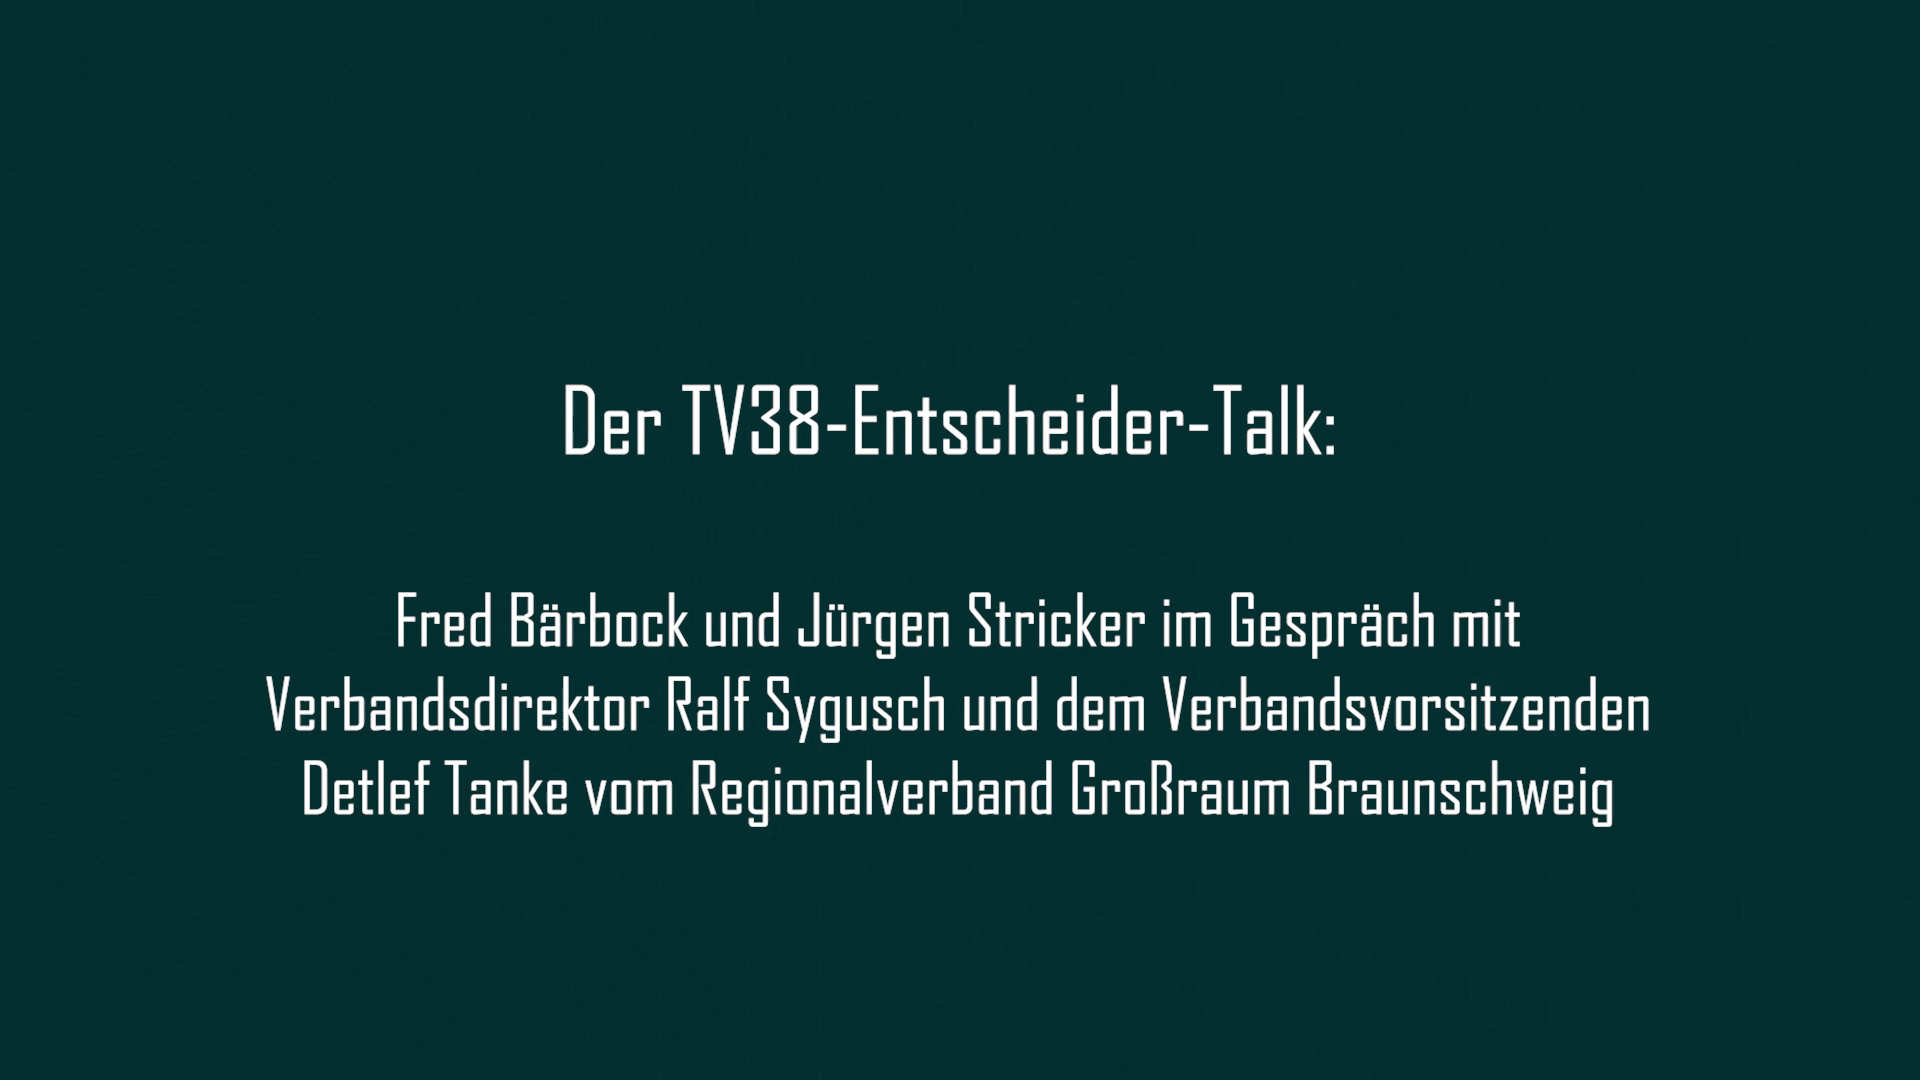 Der TV38-Entscheider-Talk:
Fred Bärbock und Jürgen Stricker im Gespräch mit
Verbandsdirektor Ralf Sygusch und dem Verbandsvorsitzenden
Detlef Tanke vom Regionalverband Großraum Braunschweig